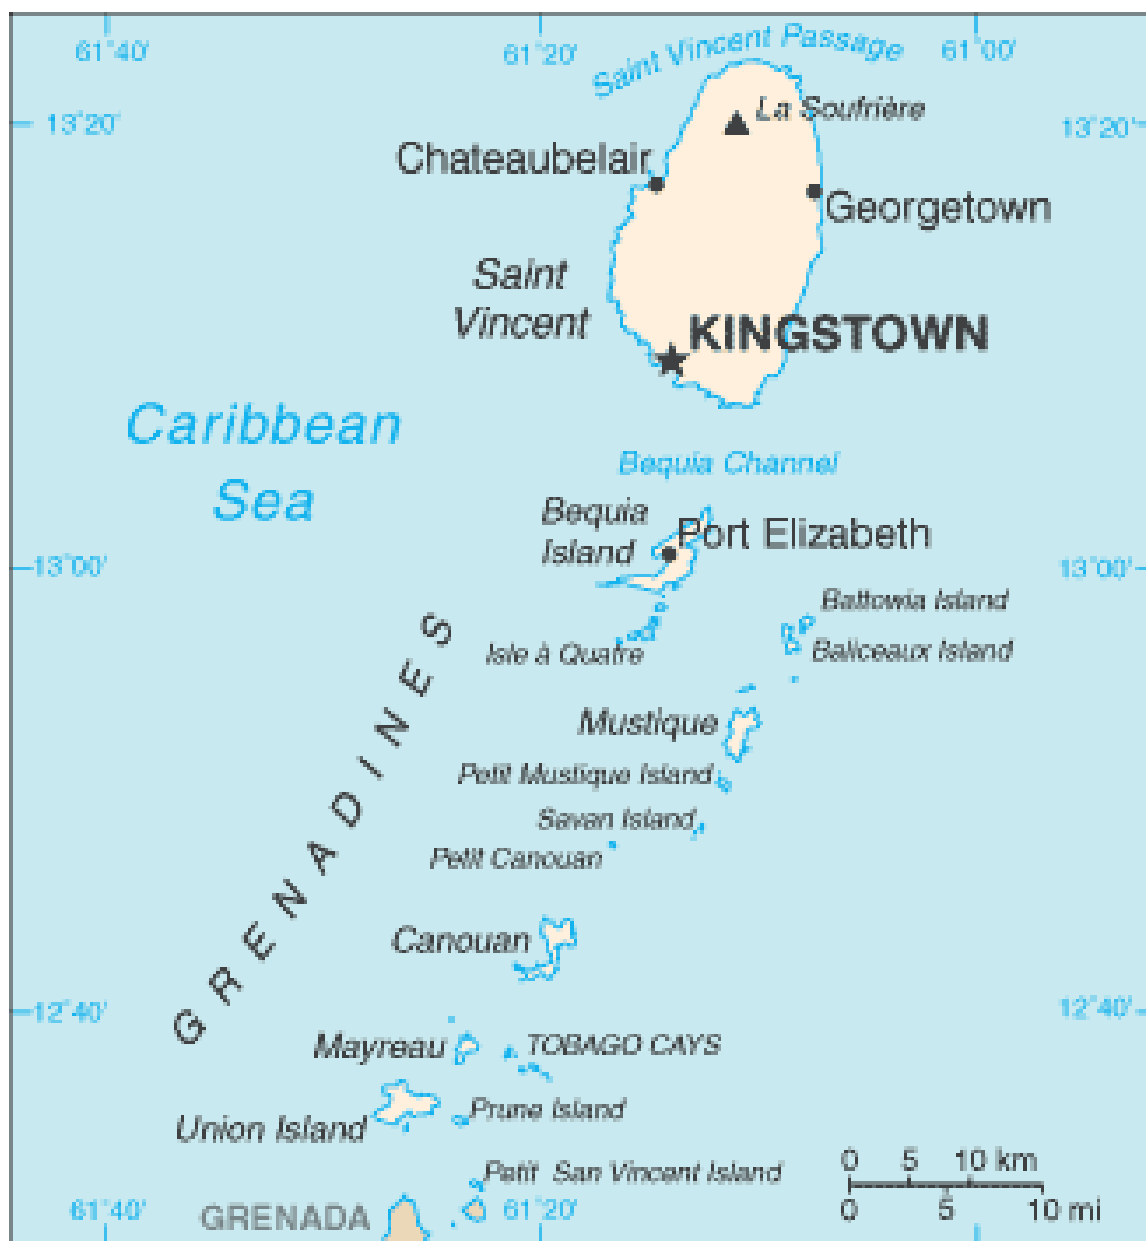 Saint Vincent Passage
61°40'
61°20'
61°00'
La Soufrière
13°20'
13°20'
Chateaubelair
Georgetown
Saint
Vincent
KINGSTOWN
Caribbean
Sea
Bequia Channel
Bequia
Island
Port Elizabeth
13°00'
13°00'
Battowia Island
Baliceaux Island
Isle à Quatre
GRENADINES
Mustique
Petit Mustique Island
Savan Island
Petit Canouan
Canouan
12°40'
12°40'
Mayreau
TOBAGO CAYS
Union Island
Prune Island
Petit San Vincent Island
0 5 10 km
0 5 10 mi
61°40'
GRENADA
61°20'